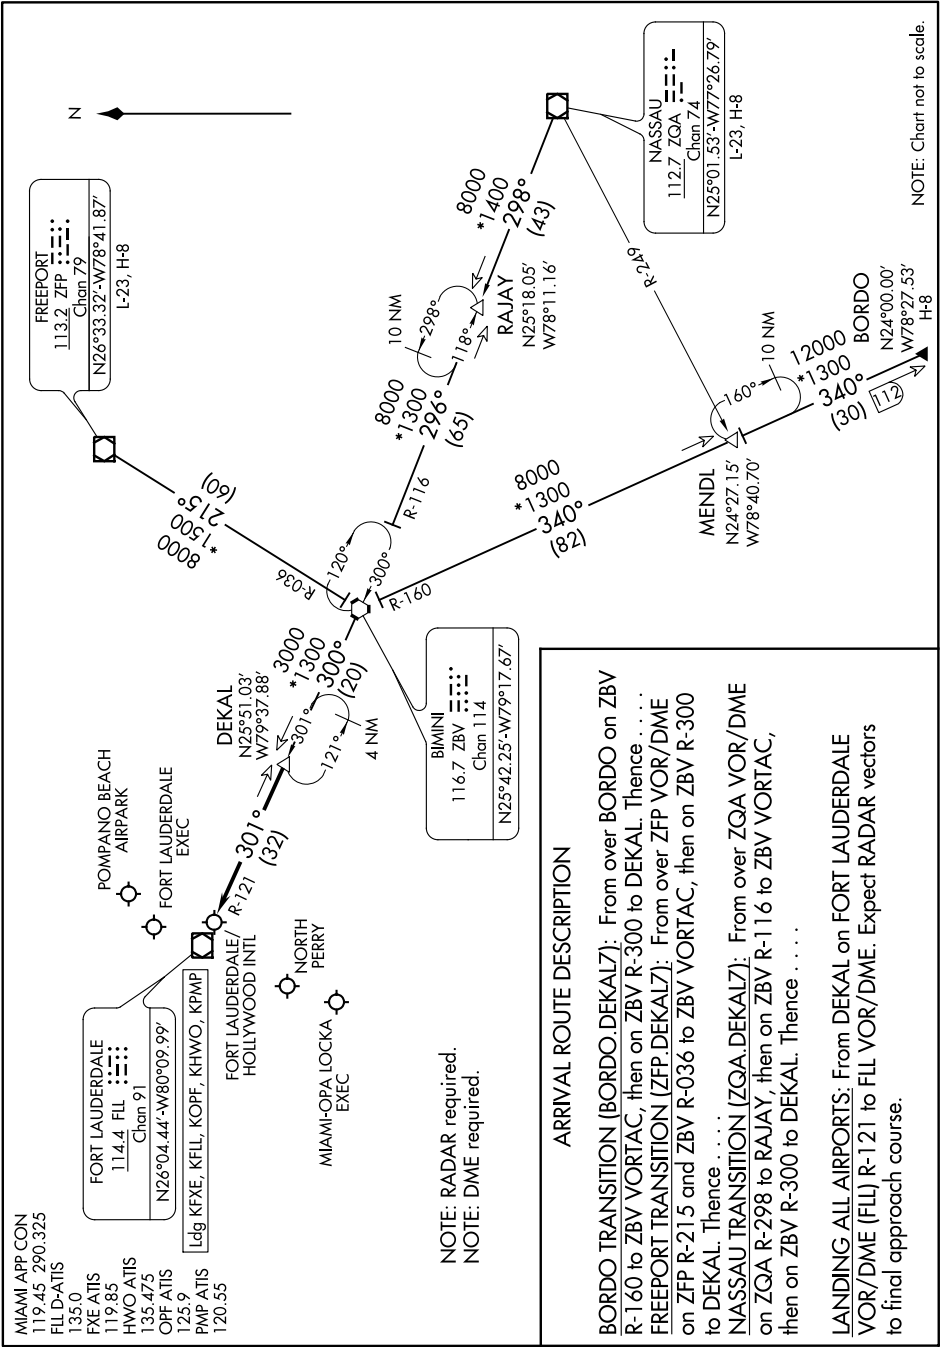 MIAMI APP CON
119.45 290.325
FLL D-ATIS
135.0
FXE ATIS
119.85
HWO ATIS
135.475
OPF ATIS
125.9
PMP ATIS
120.55
FORT LAUDERDALE
114.4 FLL
Chan 91
N26°04.44'-W80°09.99'
Ldg KFXE, KFLL, KOPF, KHWO, KPMP
POMPANO BEACH
AIRPARK
FORT LAUDERDALE
EXEC
FORT LAUDERDALE/
HOLLYWOOD INTL
NORTH
PERRY
MIAMI-OPA LOCKA
EXEC
R-121
301°
(32)
DEKAL
N25°51.03'
W79°37.88'
301°
121°
4 NM
3000
*1300
300°
(20)
BIMINI
116.7 ZBV
Chan 114
N25°42.25'-W79°17.67'
120°
300°
R-036
8000
*1500
215°
(60)
FREEPORT
113.2 ZFP
Chan 79
N26°33.32'-W78°41.87'
L-23, H-8
N
R-116
8000
*1300
296°
(65)
10 NM
298°
118°
RAJAY
N25°18.05'
W78°11.16'
8000
*1400
298°
(43)
NASSAU
112.7 ZQA
Chan 74
N25°01.53'-W77°26.79'
L-23, H-8
R-249
R-160
8000
*1300
340°
(82)
MENDL
N24°27.15'
W78°40.70'
160°
10 NM
12000
*1300
340°
(30)
112
BORDO
N24°00.00'
W78°27.53'
H-8
NOTE: Chart not to scale.
NOTE: RADAR required.
NOTE: DME required.
ARRIVAL ROUTE DESCRIPTION
BORDO TRANSITION (BORDO.DEKAL7): From over BORDO on ZBV
R-160 to ZBV VORTAC, then on ZBV R-300 to DEKAL. Thence . . . .
FREEPORT TRANSITION (ZFP.DEKAL7): From over ZFP VOR/DME
on ZFP R-215 and ZBV R-036 to ZBV VORTAC, then on ZBV R-300
to DEKAL. Thence . . . .
NASSAU TRANSITION (ZQA.DEKAL7): From over ZQA VOR/DME
on ZQA R-298 to RAJAY, then on ZBV R-116 to ZBV VORTAC,
then on ZBV R-300 to DEKAL. Thence . . . .
LANDING ALL AIRPORTS: From DEKAL on FORT LAUDERDALE
VOR/DME (FLL) R-121 to FLL VOR/DME. Expect RADAR vectors
to final approach course.